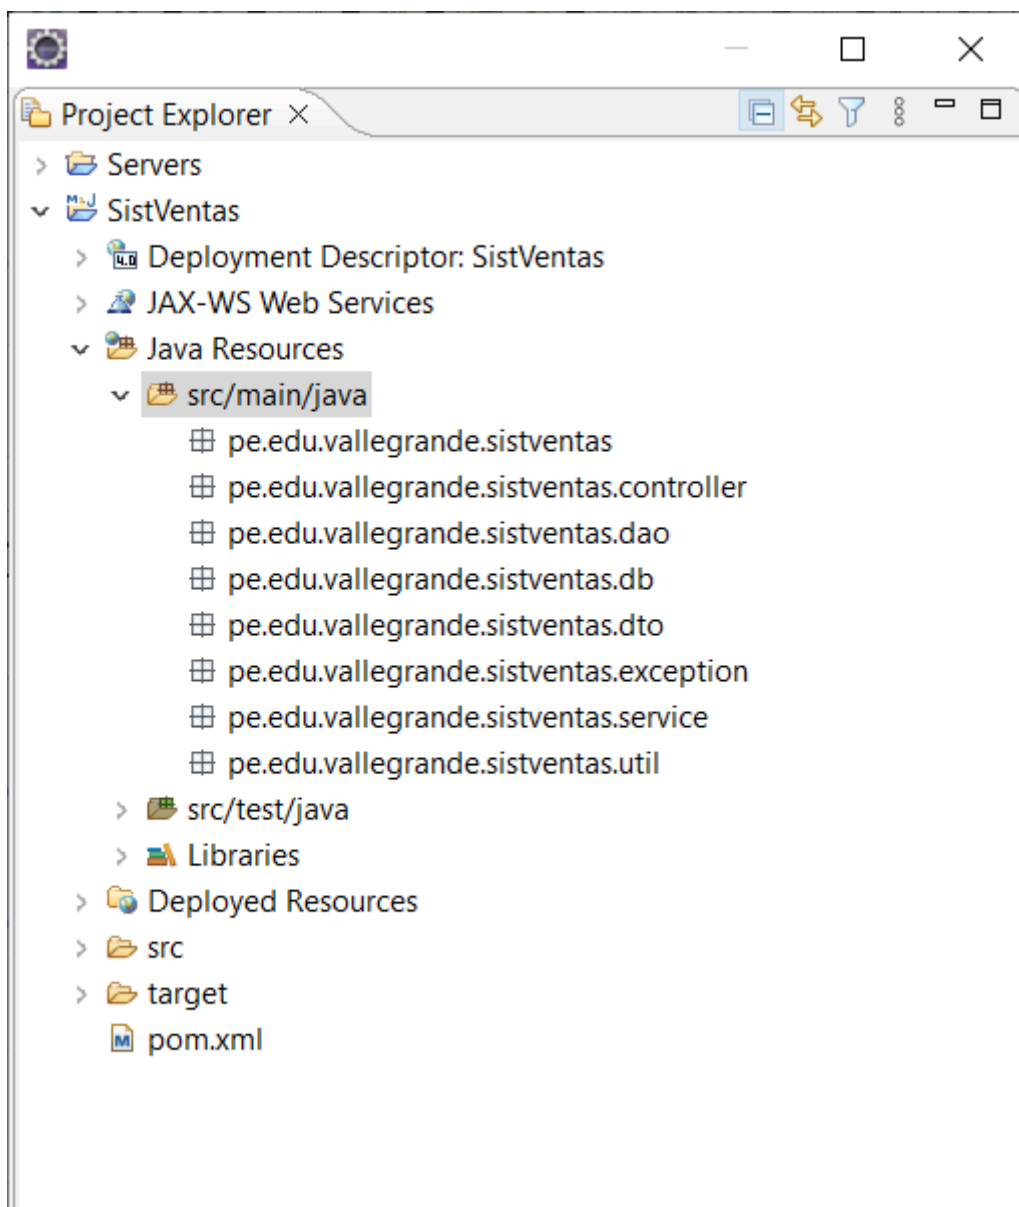 Project Explorer
Servers
SistVentas
Deployment Descriptor: SistVentas
JAX-WS Web Services
Java Resources
src/main/java
pe.edu.vallegrande.sistventas
pe.edu.vallegrande.sistventas.controller
pe.edu.vallegrande.sistventas.dao
pe.edu.vallegrande.sistventas.db
pe.edu.vallegrande.sistventas.dto
pe.edu.vallegrande.sistventas.exception
pe.edu.vallegrande.sistventas.service
pe.edu.vallegrande.sistventas.util
src/test/java
Libraries
Deployed Resources
src
target
pom.xml